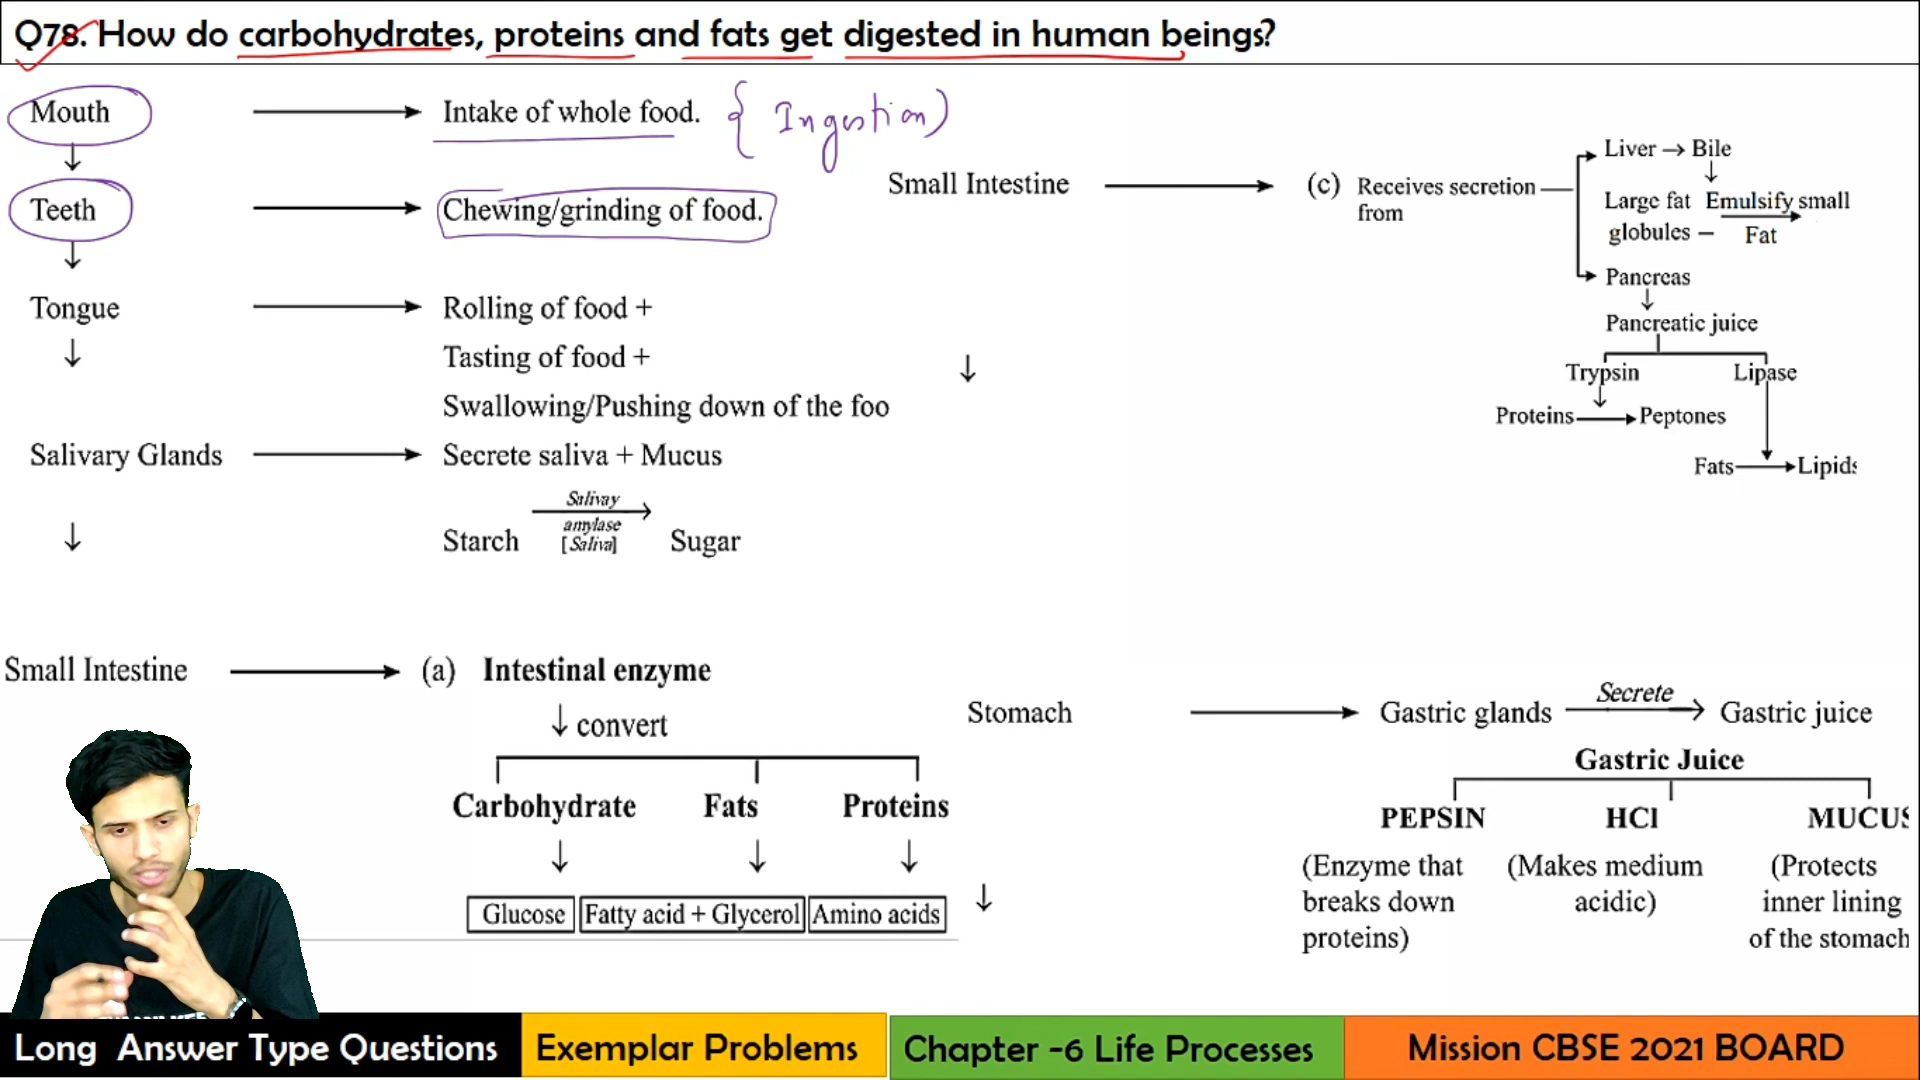 Q78. How do carbohydrates, proteins and fats get digested in human beings?
Mouth
Intake of whole food.
{ Ingestion)
Teeth
Chewing/grinding of food.
Tongue
Rolling of food +
Tasting of food +
Swallowing/Pushing down of the foo
Salivary Glands
Secrete saliva + Mucus
Salivay
Starch
amylase
[Saliva]
Sugar
Small Intestine
(c) Receives secretion
from
Liver → Bile
Large fat Emulsify small
globules – Fat
Pancreas
Pancreatic juice
Trypsin
Lipase
Proteins
Peptones
Fats
Lipids
Small Intestine
(a) Intestinal enzyme
convert
Carbohydrate
Fats
Proteins
Glucose
Fatty acid + Glycerol
Amino acids
Stomach
Gastric glands
Secrete
Gastric juice
Gastric Juice
PEPSIN
HCl
MUCUS
(Enzyme that
breaks down
proteins)
(Makes medium
acidic)
(Protects
inner lining
of the stomach
Long Answer Type Questions
Exemplar Problems
Chapter -6 Life Processes
Mission CBSE 2021 BOARD